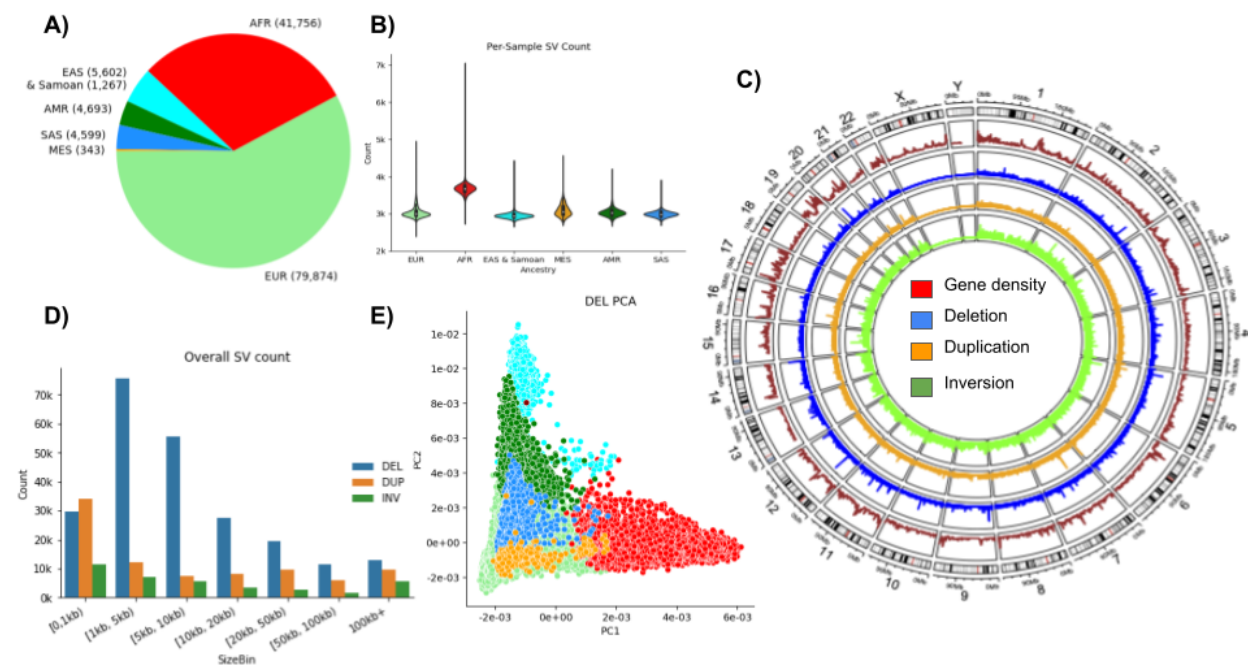 A)
AFR (41,756)
EAS (5,602)
& Samoan (1,267)
AMR (4,693)
SAS (4,599)
MES (343)
EUR (79,874)
B)
Per-Sample SV Count
7k
6k
5k
4k
3k
2k
Count
EUR
AFR
EAS & Samoan
MES
AMR
SAS
Ancestry
C)
1
2
3
4
5
6
7
8
9
10
11
12
13
14
15
16
17
18
19
20
21
22
X
Y
Gene density
Deletion
Duplication
Inversion
D)
Overall SV count
70k
60k
50k
40k
30k
20k
10k
0k
Count
DEL
DUP
INV
[0,1kb)
[1kb, 5kb)
[5kb, 10kb)
[10kb, 20kb)
[20kb, 50kb)
[50kb, 100kb)
100kb+
SizeBin
E)
DEL PCA
1e-02
1e-02
8e-03
6e-03
4e-03
2e-03
0e+00
-2e-03
PC2
-2e-03
0e+00
2e-03
4e-03
6e-03
PC1